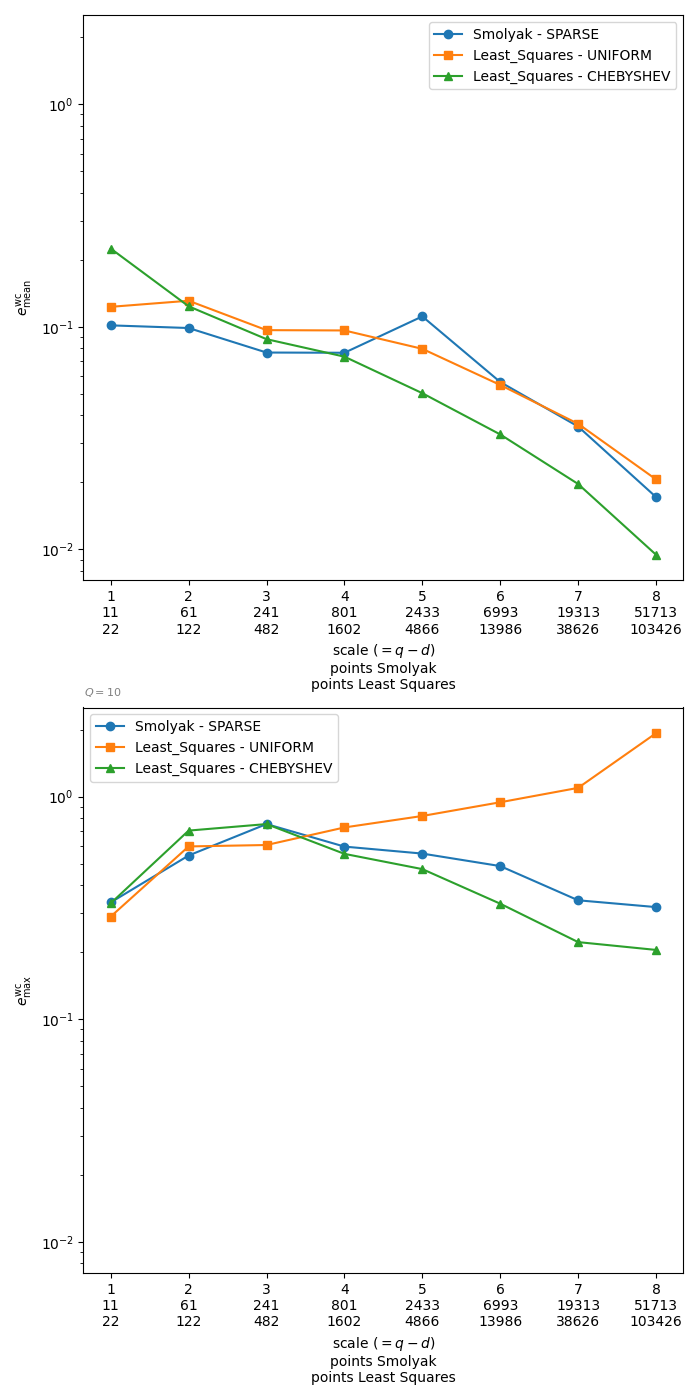 Smolyak - SPARSE
Least_Squares - UNIFORM
Least_Squares - CHEBYSHEV
10^0
10^-1
10^-2
e^wc_mean
1 2 3 4 5 6 7 8
11 61 241 801 2433 6993 19313 51713
22 122 482 1602 4866 13986 38626 103426
scale (= q − d)
points Smolyak
points Least Squares
Q = 10
Smolyak - SPARSE
Least_Squares - UNIFORM
Least_Squares - CHEBYSHEV
10^0
10^-1
10^-2
e^wc_max
1 2 3 4 5 6 7 8
11 61 241 801 2433 6993 19313 51713
22 122 482 1602 4866 13986 38626 103426
scale (= q − d)
points Smolyak
points Least Squares